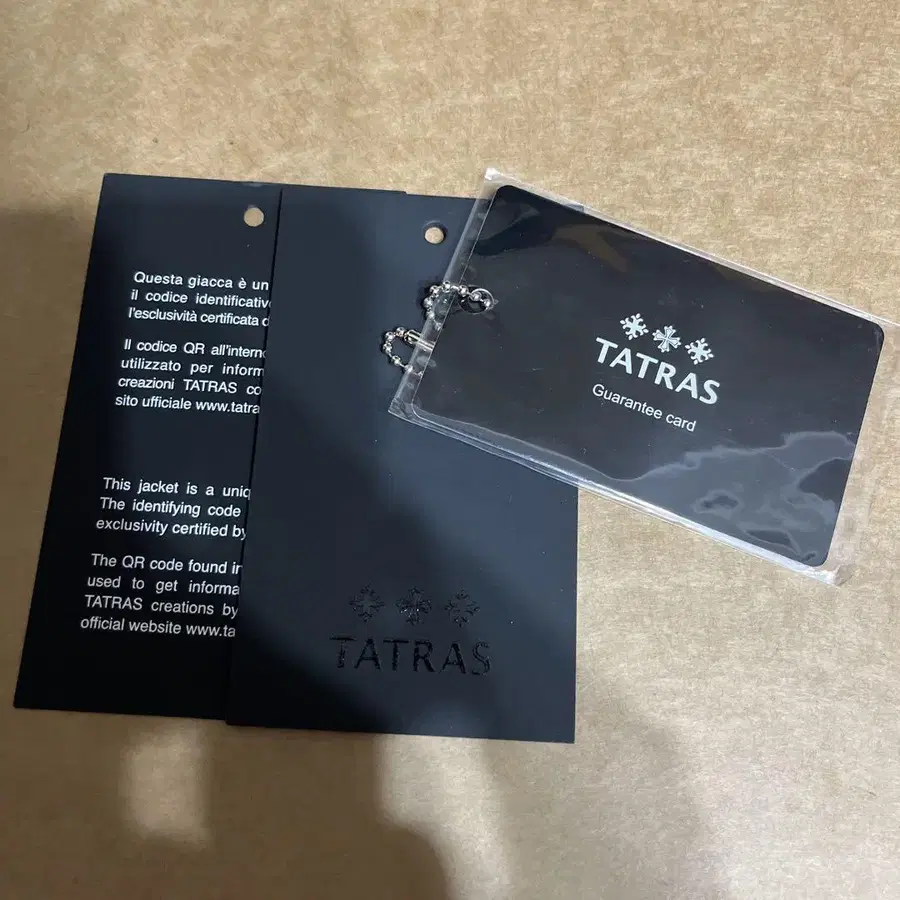 Questa giacca è un
il codice identificativo
l'esclusività certificata d
Il codice QR all'interno
utilizzato per inform
creazioni TATRAS co
sito ufficiale www.tatra
This jacket is a uniq
The identifying code
exclusivity certified by
The QR code found in
used to get informa
TATRAS creations by
official website www.ta
TATRAS
TATRAS
Guarantee card